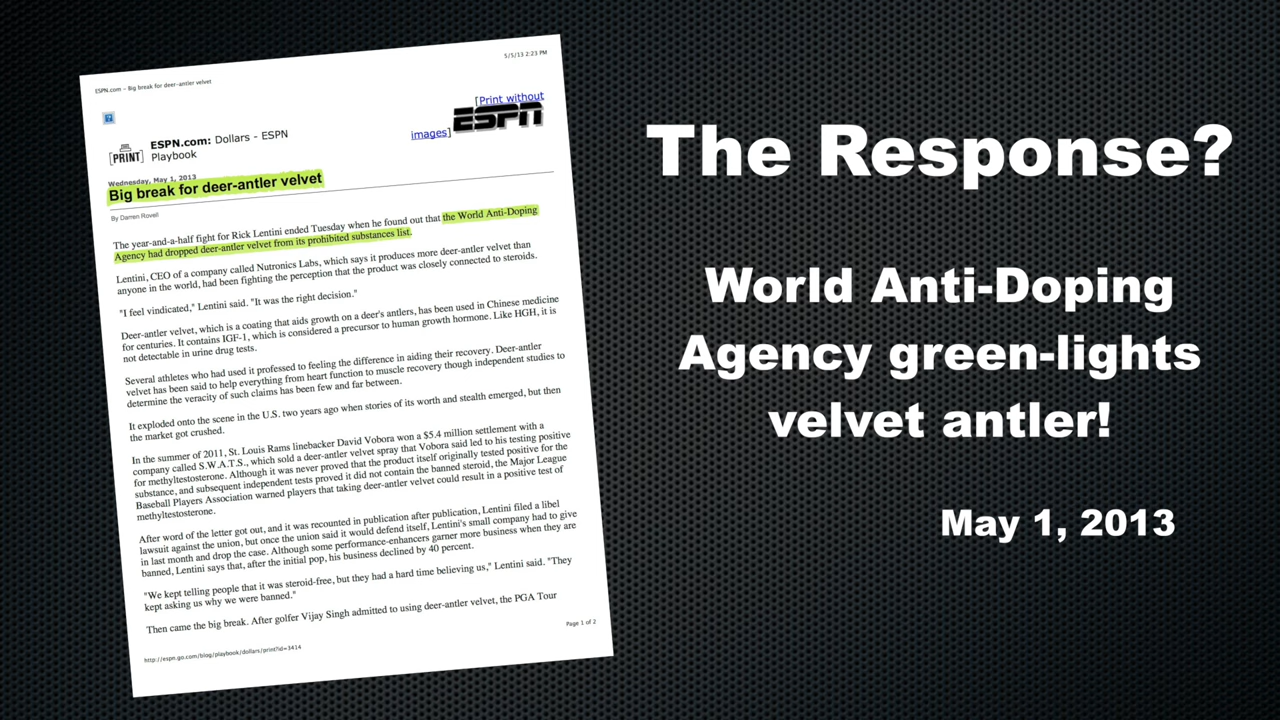 ESPN.com - Big break for deer-antler velvet
5/5/13 2:23 PM
?
[PRINT]
ESPN.com: Dollars - ESPN
Playbook
[Print without
images]
ESPN
Wednesday, May 1, 2013
Big break for deer-antler velvet
By Darren Rovell
The year-and-a-half fight for Rick Lentini ended Tuesday when he found out that the World Anti-Doping
Agency had dropped deer-antler velvet from its prohibited substances list.
Lentini, CEO of a company called Nutronics Labs, which says it produces more deer-antler velvet than
anyone in the world, had been fighting the perception that the product was closely connected to steroids.
"I feel vindicated," Lentini said. "It was the right decision."
Deer-antler velvet, which is a coating that aids growth on a deer's antlers, has been used in Chinese medicine
for centuries. It contains IGF-1, which is considered a precursor to human growth hormone. Like HGH, it is
not detectable in urine drug tests.
Several athletes who had used it professed to feeling the difference in aiding their recovery. Deer-antler
velvet has been said to help everything from heart function to muscle recovery though independent studies to
determine the veracity of such claims has been few and far between.
It exploded onto the scene in the U.S. two years ago when stories of its worth and stealth emerged, but then
the market got crushed.
In the summer of 2011, St. Louis Rams linebacker David Vobora won a $5.4 million settlement with a
company called S.W.A.T.S., which sold a deer-antler velvet spray that Vobora said led to his testing positive
for methyltestosterone. Although it was never proved that the product itself originally tested positive for the
substance, and subsequent independent tests proved it did not contain the banned steroid, the Major League
Baseball Players Association warned players that taking deer-antler velvet could result in a positive test of
methyltestosterone.
After word of the letter got out, and it was recounted in publication after publication, Lentini filed a libel
lawsuit against the union, but once the union said it would defend itself, Lentini's small company had to give
in last month and drop the case. Although some performance-enhancers garner more business when they are
banned, Lentini says that, after the initial pop, his business declined by 40 percent.
"We kept telling people that it was steroid-free, but they had a hard time believing us," Lentini said. "They
kept asking us why we were banned."
Then came the big break. After golfer Vijay Singh admitted to using deer-antler velvet, the PGA Tour
http://espn.go.com/blog/playbook/dollars/print?id=3414
Page 1 of 2
The Response?
World Anti-Doping
Agency green-lights
velvet antler!
May 1, 2013